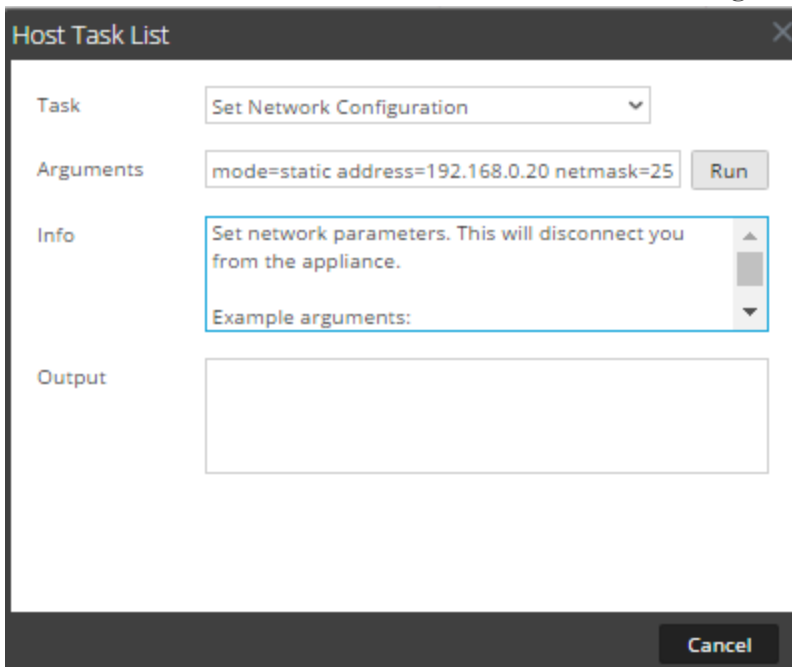 Host Task List
Task
Set Network Configuration
Arguments
mode=static address=192.168.0.20 netmask=25
Run
Info
Set network parameters. This will disconnect you
from the appliance.
Example arguments:
Output
Cancel